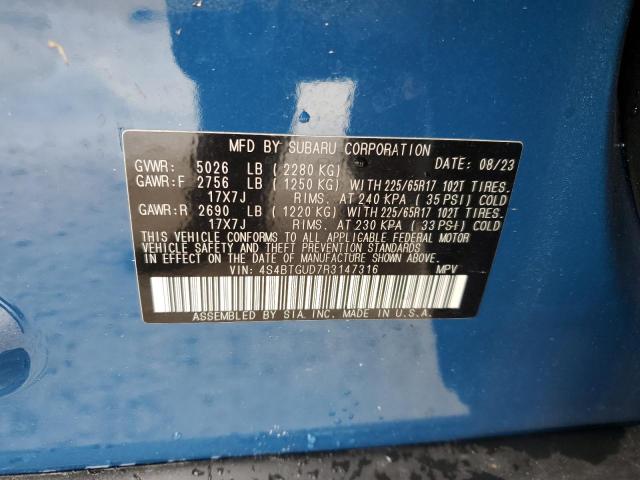 MFD BY SUBARU CORPORATION
GVWR: 5026 LB ( 2280 KG) DATE: 08/23
GAWR:F 2756 LB ( 1250 KG) WITH 225/65R17 102T TIRES.
17X7J RIMS. AT 240 KPA ( 35 PSI) COLD
GAWR:R 2690 LB ( 1220 KG) WITH 225/65R17 102T TIRES.
17X7J RIMS. AT 230 KPA ( 33 PSI) COLD
THIS VEHICLE CONFORMS TO ALL APPLICABLE FEDERAL MOTOR
VEHICLE SAFETY AND THEFT PREVENTION STANDARDS
IN EFFECT ON THE DATE OF MANUFACTURE SHOWN ABOVE.
VIN: 4S4BTGUD7R3147316 MPV
ASSEMBLED BY SIA. INC. MADE IN U.S.A.